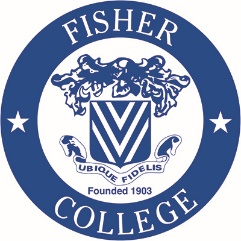 FISHER
UBIQUE FIDELIS
Founded 1903
COLLEGE